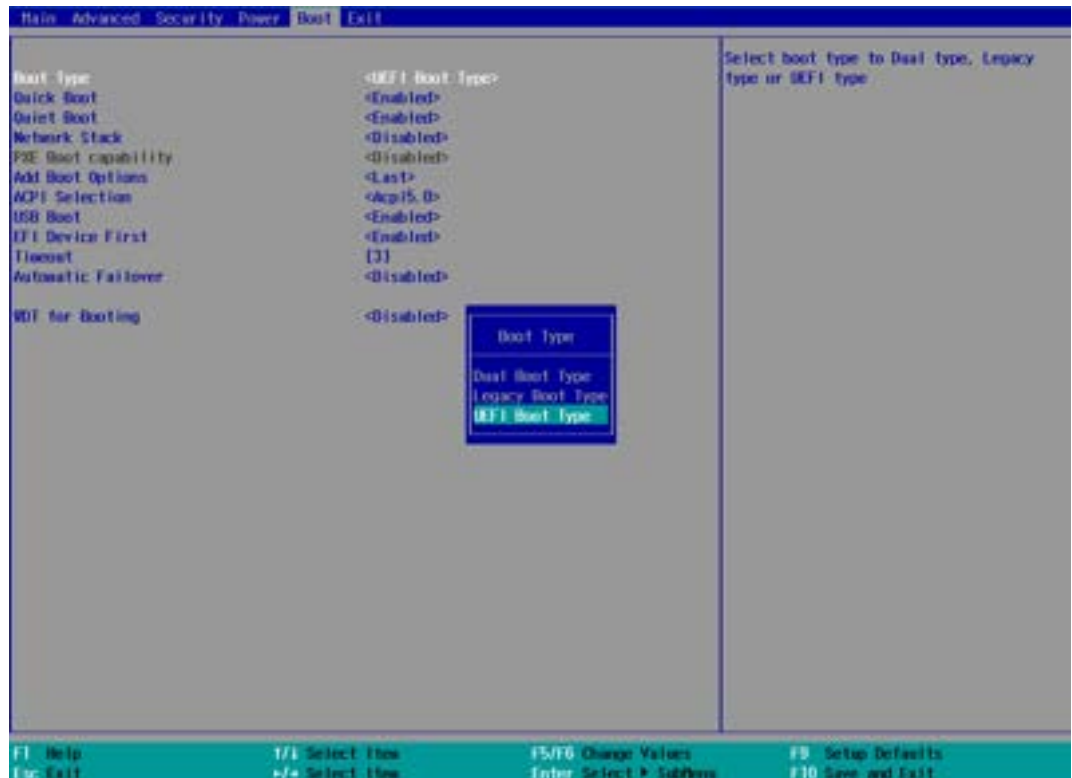 Main Advanced Security Power Boot Exit
Boot Type <UEFI Boot Type>
Quick Boot <Enabled>
Quiet Boot <Enabled>
Network Stack <Disabled>
PXE Boot capability <Disabled>
Add Boot Options <Last>
ACPI Selection <Acpi5.0>
USB Boot <Enabled>
EFI Device First <Enabled>
Timeout [3]
Automatic Failover <Disabled>
WDT for Booting <Disabled>
Boot Type
Dual Boot Type
Legacy Boot Type
UEFI Boot Type
Select boot type to Dual type, Legacy
type or UEFI type
F1 Help ↑/↓ Select Item F5/F6 Change Values F9 Setup Defaults
Esc Exit ←/→ Select Item Enter Select ▶ SubMenu F10 Save and Exit